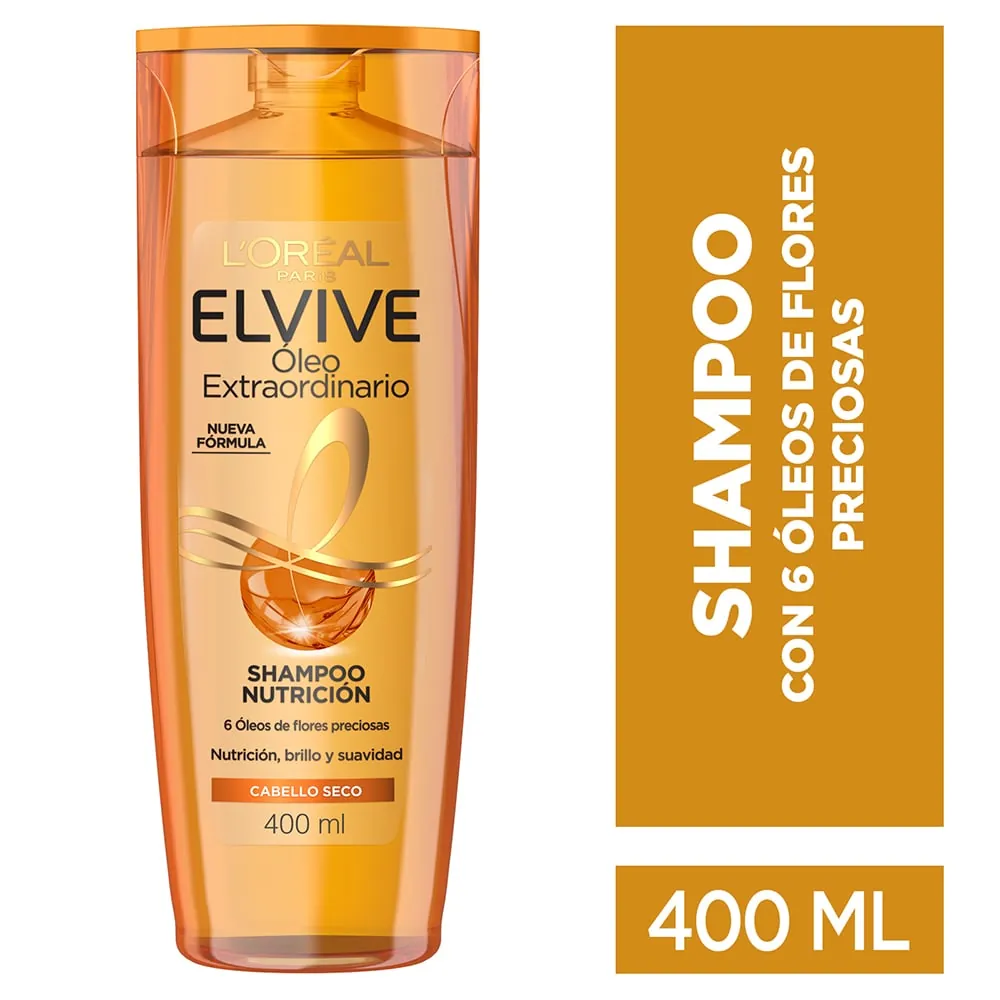 L'ORÉAL
PARIS
ELVIVE
Óleo
Extraordinario
NUEVA
FÓRMULA
SHAMPOO
NUTRICIÓN
6 Óleos de flores preciosas
Nutrición, brillo y suavidad
CABELLO SECO
400 ml
SHAMPOO
CON 6 ÓLEOS DE FLORES
PRECIOSAS
400 ML